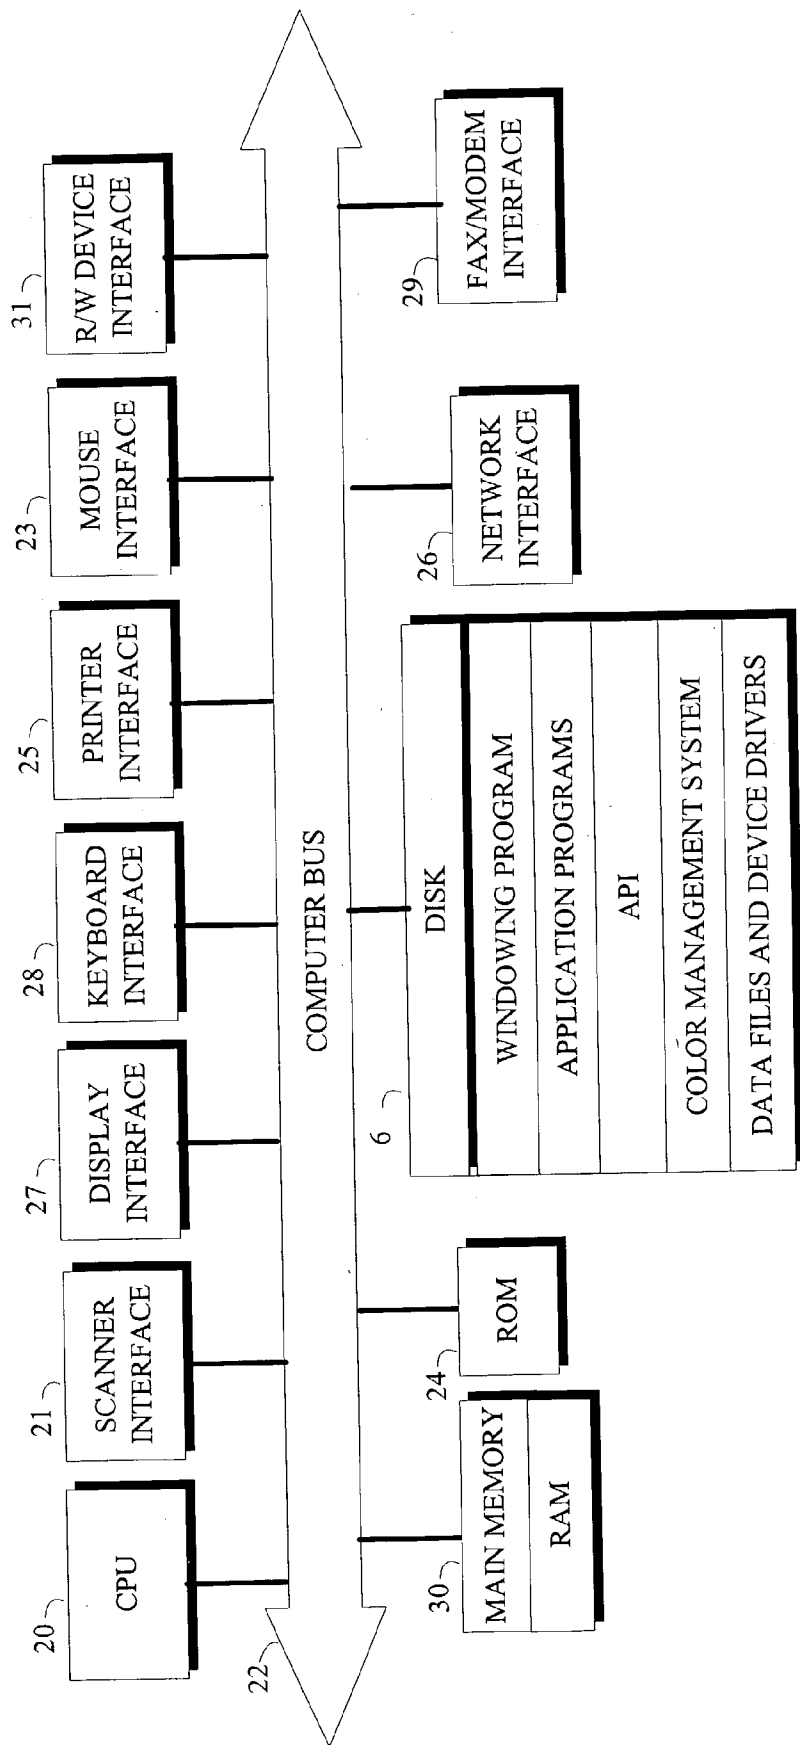 20
CPU
21
SCANNER
INTERFACE
27
DISPLAY
INTERFACE
28
KEYBOARD
INTERFACE
25
PRINTER
INTERFACE
23
MOUSE
INTERFACE
31
R/W DEVICE
INTERFACE
22
COMPUTER BUS
30
MAIN MEMORY
RAM
24
ROM
6
DISK
WINDOWING PROGRAM
APPLICATION PROGRAMS
API
COLOR MANAGEMENT SYSTEM
DATA FILES AND DEVICE DRIVERS
26
NETWORK
INTERFACE
29
FAX/MODEM
INTERFACE